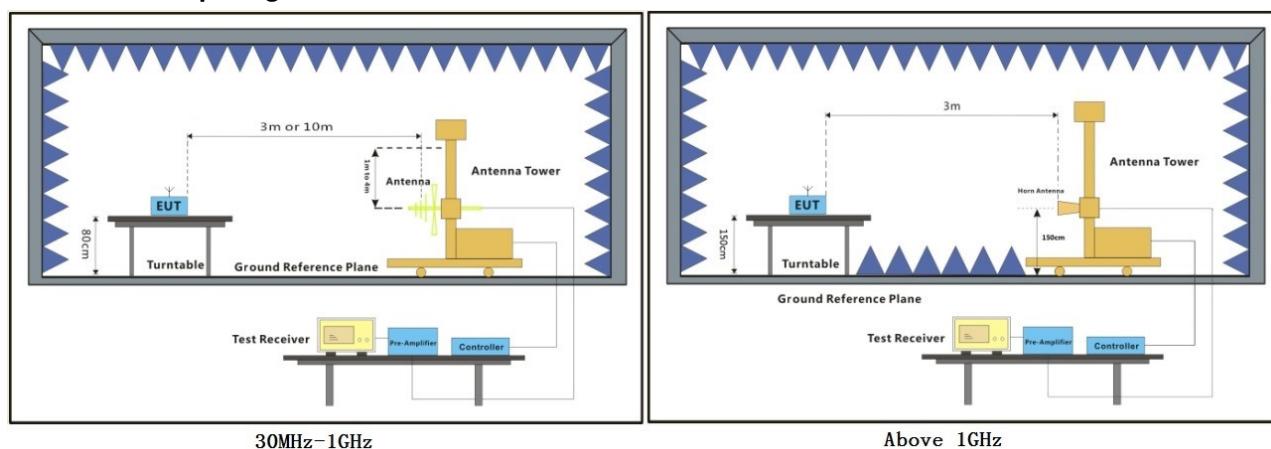 3m or 10m
1m to 4m
Antenna
Antenna Tower
EUT
80cm
Turntable
Ground Reference Plane
Test Receiver
Pre-Amplifier
Controller
30MHz-1GHz
3m
Antenna Tower
Horn Antenna
EUT
150cm
150cm
Turntable
Ground Reference Plane
Test Receiver
Pre-Amplifier
Controller
Above 1GHz